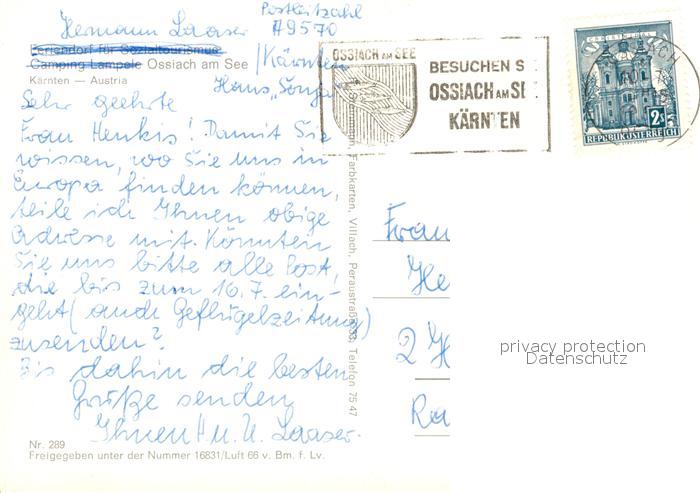 Hermann Laaser
Postleitzahl
A9570
Feriendorf für Sozialtourismus
Camping Lampele Ossiach am See /Kärnten
Kärnten — Austria
Haus „Sonja"
Sehr geehrte
Frau Henkis! Damit Sie
wissen, wo Sie uns in
Europa finden können,
teile ich Ihnen obige
Adresse mit. Könnten
Sie uns bitte alle Post,
die bis zum 16.7. ein-
geht (auch Geflügelzeitung)
zusenden?
Bis dahin die besten
Grüße senden
Ihnen H u. U. Laaser.
Nr. 289
Freigegeben unter der Nummer 16831/Luft 66 v. Bm. f. Lv.
Farbkarten, Villach, Peraustraße 33, Telefon 75 47
OSSIACH AM SEE
BESUCHEN S
OSSIACH AM SE
KÄRNTEN
2S
REPUBLIK ÖSTERREICH
Frau
He
2 H
Ra
privacy protection
Datenschutz